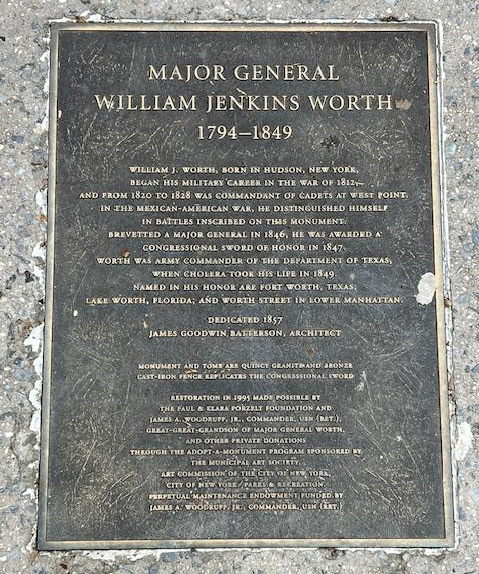 MAJOR GENERAL
WILLIAM JENKINS WORTH
1794–1849
WILLIAM J. WORTH, BORN IN HUDSON, NEW YORK,
BEGAN HIS MILITARY CAREER IN THE WAR OF 1812,
AND FROM 1820 TO 1828 WAS COMMANDANT OF CADETS AT WEST POINT.
IN THE MEXICAN-AMERICAN WAR, HE DISTINGUISHED HIMSELF
IN BATTLES INSCRIBED ON THIS MONUMENT.
BREVETTED A MAJOR GENERAL IN 1846, HE WAS AWARDED A
CONGRESSIONAL SWORD OF HONOR IN 1847.
WORTH WAS ARMY COMMANDER OF THE DEPARTMENT OF TEXAS,
WHEN CHOLERA TOOK HIS LIFE IN 1849.
NAMED IN HIS HONOR ARE FORT WORTH, TEXAS;
LAKE WORTH, FLORIDA; AND WORTH STREET IN LOWER MANHATTAN.
DEDICATED 1857
JAMES GOODWIN BATTERSON, ARCHITECT
MONUMENT AND TOMB ARE QUINCY GRANITE AND BRONZE
CAST-IRON FENCE REPLICATES THE CONGRESSIONAL SWORD
RESTORATION IN 1995 MADE POSSIBLE BY
THE PAUL & KLARA PORZELT FOUNDATION AND
JAMES A. WOODRUFF, JR., COMMANDER, USN (RET.),
GREAT-GREAT-GRANDSON OF MAJOR GENERAL WORTH,
AND OTHER PRIVATE DONATIONS
THROUGH THE ADOPT-A-MONUMENT PROGRAM SPONSORED BY
THE MUNICIPAL ART SOCIETY,
ART COMMISSION OF THE CITY OF NEW YORK,
CITY OF NEW YORK / PARKS & RECREATION.
PERPETUAL MAINTENANCE ENDOWMENT FUNDED BY
JAMES A. WOODRUFF, JR., COMMANDER, USN (RET.)